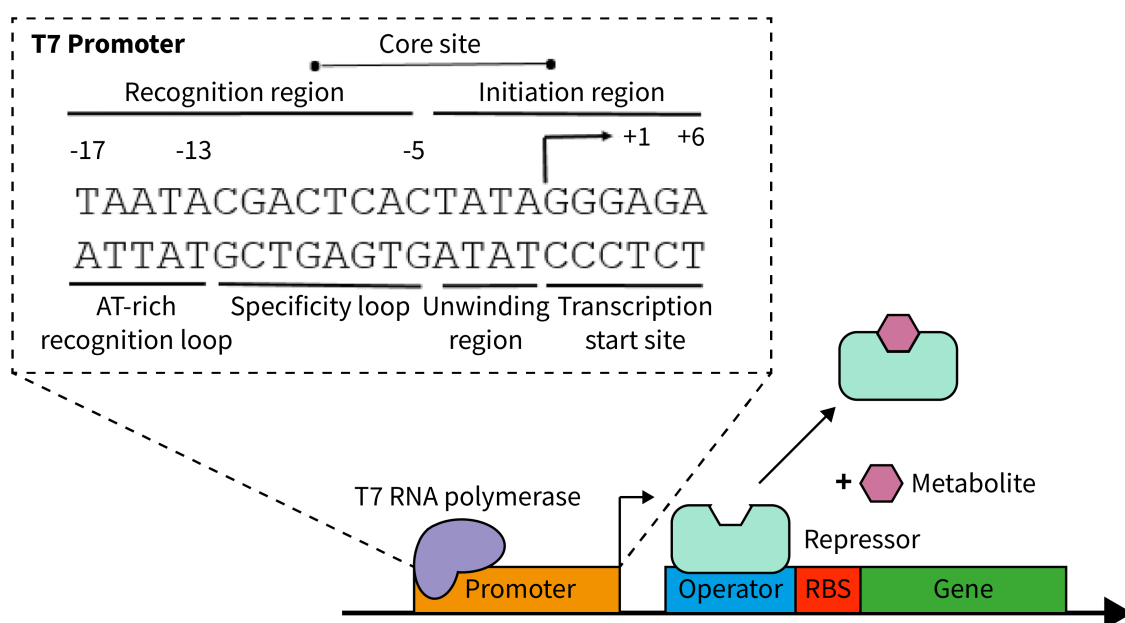 T7 Promoter
Core site
Recognition region
Initiation region
-17
-13
-5
+1
+6
TAATACGACTCACTATAGGGAGA
ATTATGCTGAGTGATATCCCTCT
AT-rich
recognition loop
Specificity loop
Unwinding
region
Transcription
start site
+
Metabolite
T7 RNA polymerase
Repressor
Promoter
Operator
RBS
Gene